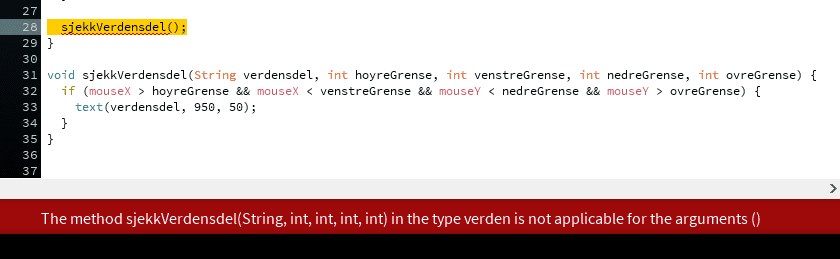 27
28 sjekkVerdensdel();
29 }
30
31 void sjekkVerdensdel(String verdensdel, int hoyreGrense, int venstreGrense, int nedreGrense, int ovreGrense) {
32 if (mouseX > hoyreGrense && mouseX < venstreGrense && mouseY < nedreGrense && mouseY > ovreGrense) {
33 text(verdensdel, 950, 50);
34 }
35 }
36
37
The method sjekkVerdensdel(String, int, int, int, int) in the type verden is not applicable for the arguments ()